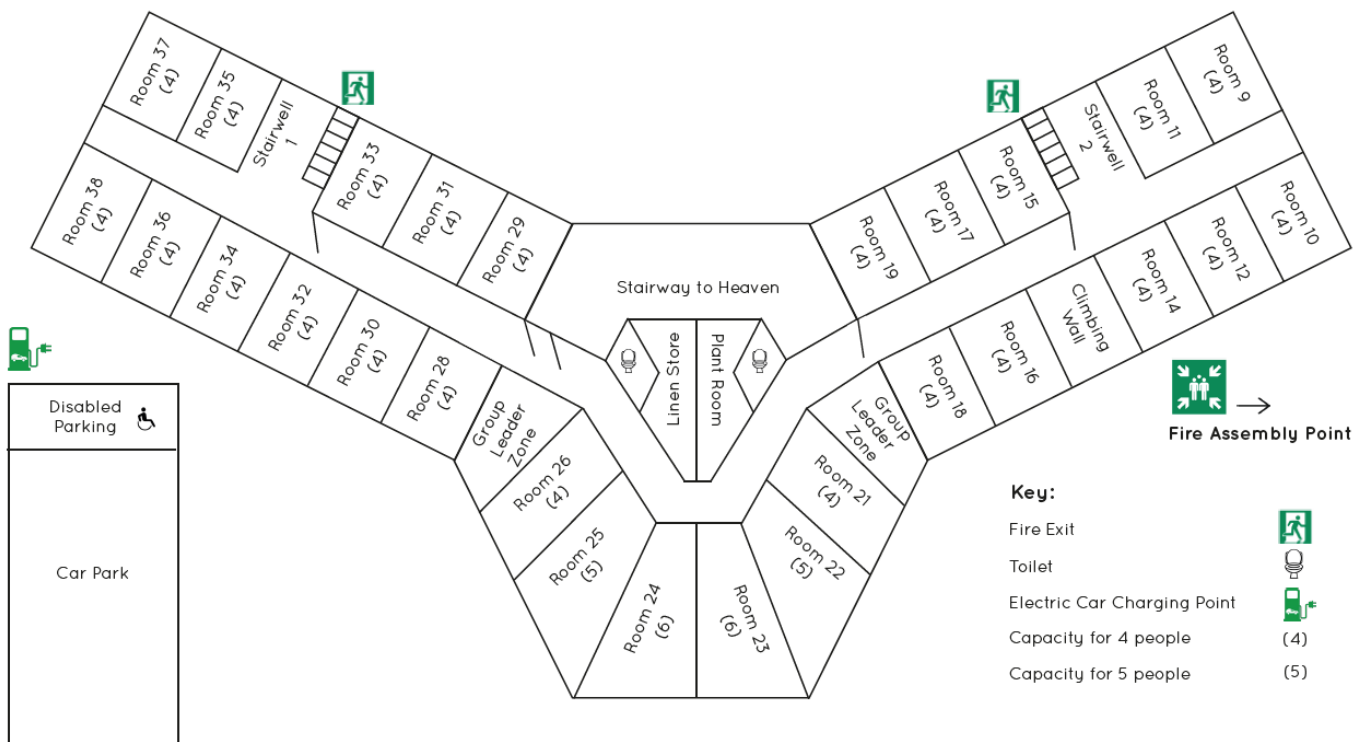 Room 37
(4)
Room 35
(4)
Stairwell
1
Room 33
(4)
Room 31
(4)
Room 29
(4)
Room 38
(4)
Room 36
(4)
Room 34
(4)
Room 32
(4)
Room 30
(4)
Room 28
(4)
Group
Leader
Zone
Room 26
(4)
Room 25
(5)
Room 24
(6)
Room 23
(6)
Room 22
(5)
Room 21
(4)
Group
Leader
Zone
Stairway to Heaven
Linen Store
Plant Room
Room 19
(4)
Room 17
(4)
Room 15
(4)
Stairwell
2
Room 11
(4)
Room 9
(4)
Room 18
(4)
Room 16
(4)
Climbing
Wall
Room 14
(4)
Room 12
(4)
Room 10
(4)
Disabled
Parking
Car Park
Fire Assembly Point
Key:
Fire Exit
Toilet
Electric Car Charging Point
Capacity for 4 people (4)
Capacity for 5 people (5)